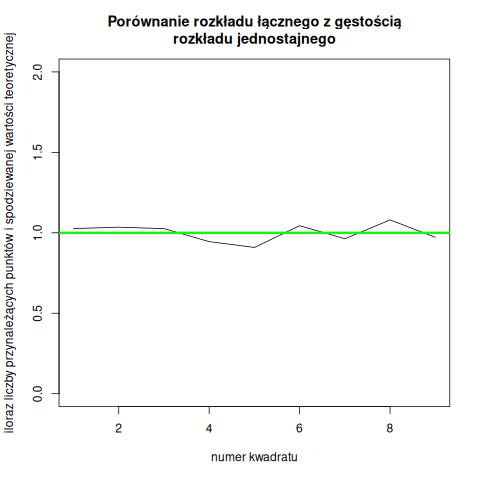 Porównanie rozkładu łącznego z gęstością
rozkładu jednostajnego
iloraz liczby przynależących punków i spodziewanej wartości teoretycznej
2.0
1.5
1.0
0.5
0.0
2
4
6
8
numer kwadratu